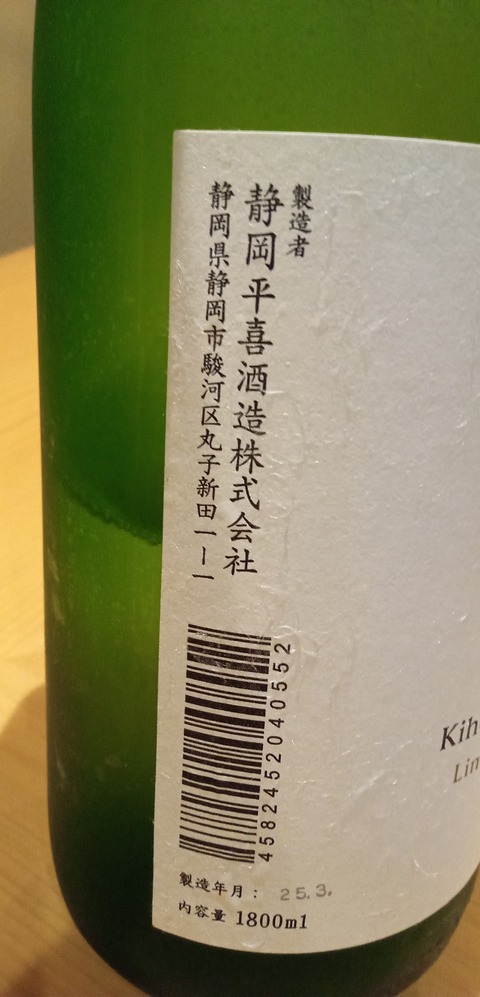 製造者
静岡平喜酒造株式会社
静岡県静岡市駿河区丸子新田一ー一
4582452040552
製造年月： 25.3.
内容量 1800ml
Kih
Lin